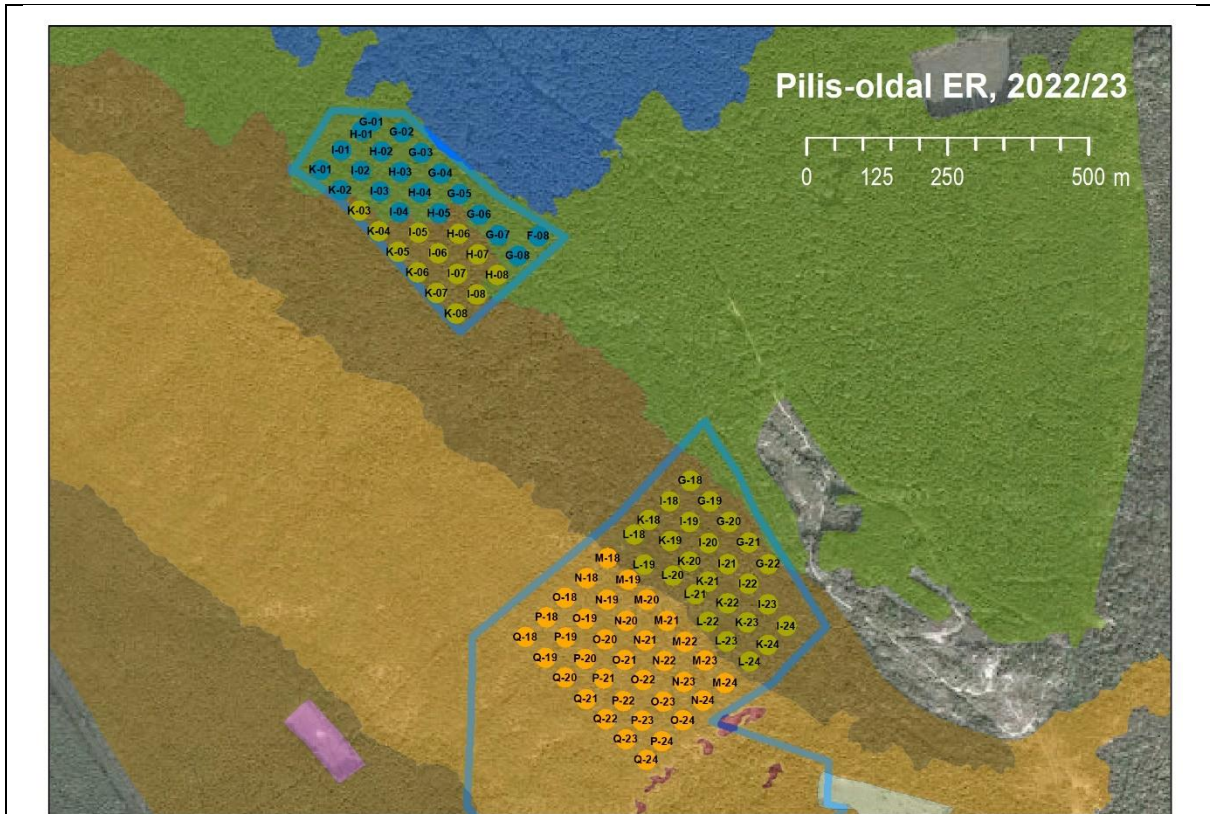 Pilis-oldal ER, 2022/23
0 125 250 500 m
G-01
H-01 G-02
I-01 H-02 G-03
K-01 I-02 H-03 G-04
K-02 I-03 H-04 G-05
K-03 I-04 H-05 G-06
K-04 I-05 H-06 G-07 F-08
K-05 I-06 H-07 G-08
K-06 I-07 H-08
K-07 I-08
K-08
G-18
I-18 G-19
K-18 I-19 G-20
L-18 K-19 I-20 G-21
M-18 L-19 K-20 I-21 G-22
N-18 M-19 L-20 K-21 I-22
O-18 N-19 M-20 L-21 K-22 I-23
P-18 O-19 N-20 M-21 L-22 K-23 I-24
Q-18 P-19 O-20 N-21 M-22 L-23 K-24
Q-19 P-20 O-21 N-22 M-23 L-24
Q-20 P-21 O-22 N-23 M-24
Q-21 P-22 O-23 N-24
Q-22 P-23 O-24
Q-23 P-24
Q-24